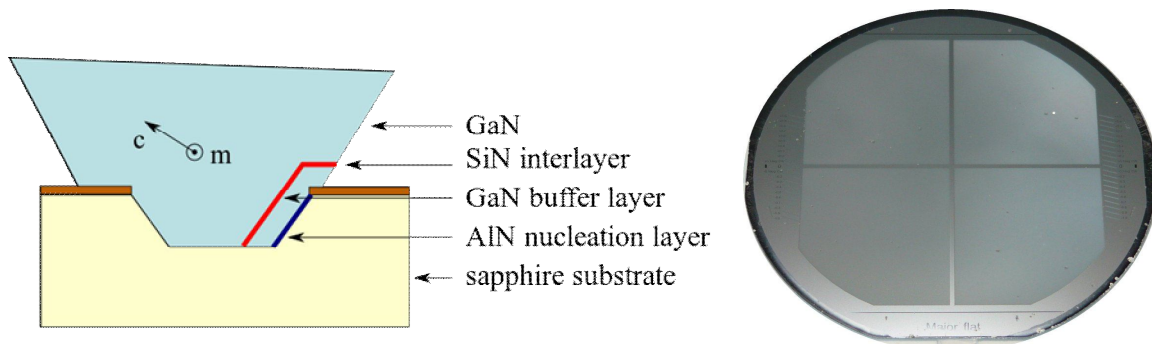 c
m
GaN
SiN interlayer
GaN buffer layer
AlN nucleation layer
sapphire substrate
Major flat